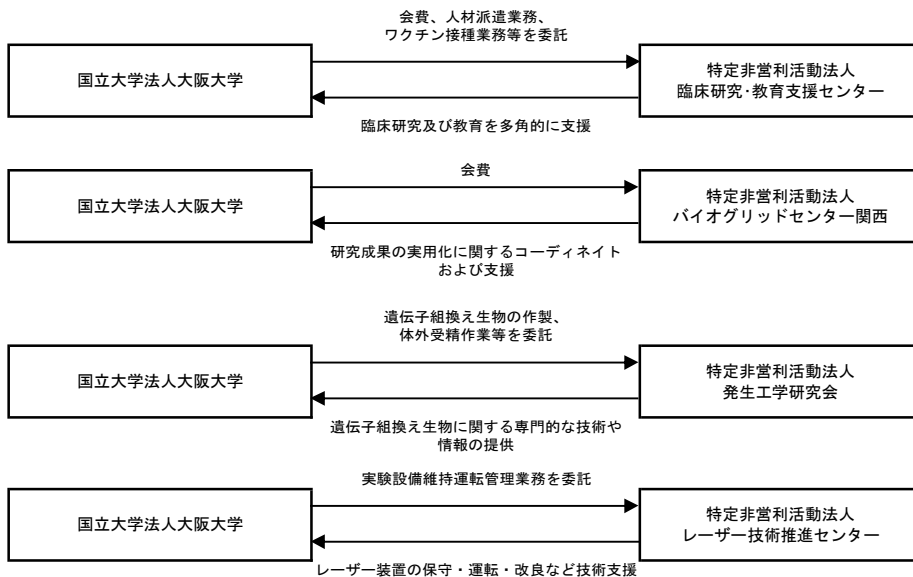 会費、人材派遣業務、
ワクチン接種業務等を委託
国立大学法人大阪大学
特定非営利活動法人
臨床研究・教育支援センター
臨床研究及び教育を多角的に支援
会費
国立大学法人大阪大学
特定非営利活動法人
バイオグリッドセンター関西
研究成果の実用化に関するコーディネイト
および支援
遺伝子組換え生物の作製、
体外受精作業等を委託
国立大学法人大阪大学
特定非営利活動法人
発生工学研究会
遺伝子組換え生物に関する専門的な技術や
情報の提供
実験設備維持運転管理業務を委託
国立大学法人大阪大学
特定非営利活動法人
レーザー技術推進センター
レーザー装置の保守・運転・改良など技術支援